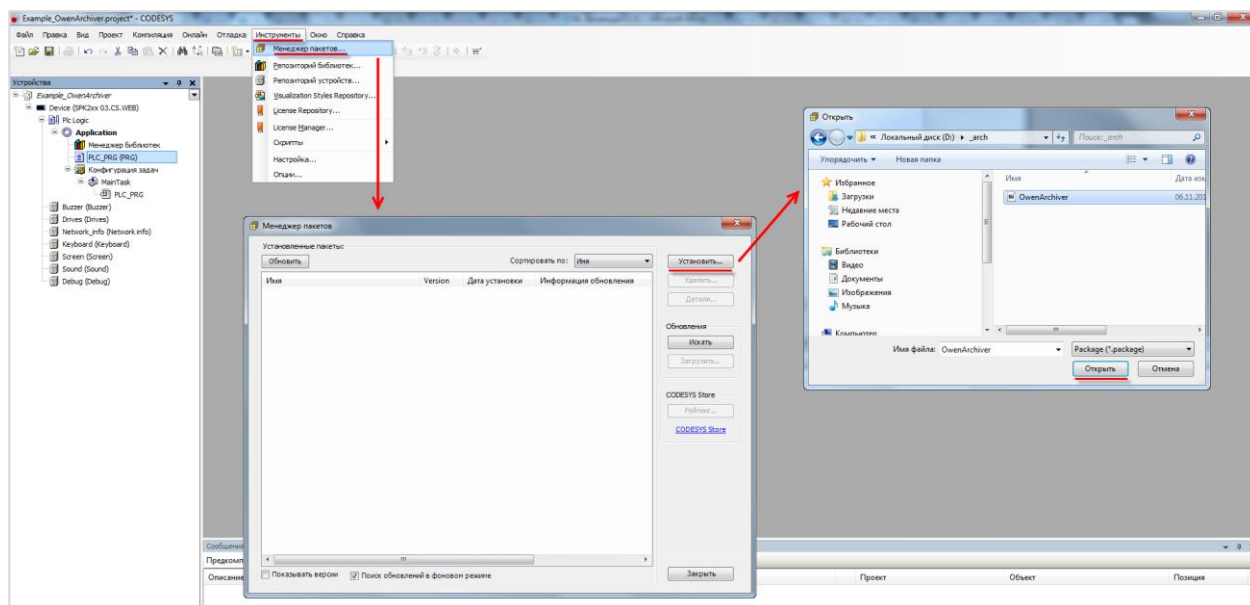 Example_OwenArchiver.project* - CODESYS
Файл Правка Вид Проект Компиляция Онлайн Отладка Инструменты Окно Справка
Менеджер пакетов...
Репозиторий библиотек...
Репозиторий устройств...
Visualization Styles Repository...
License Repository...
License Manager...
Скрипты
Настройка...
Опции...
Устройства
Example_OwenArchiver
Device (SPK2xx 03.CS.WEB)
Plc Logic
Application
Менеджер библиотек
PLC_PRG (PRG)
Конфигурация задач
MainTask
PLC_PRG
Buzzer (Buzzer)
Drives (Drives)
Network_info (Network info)
Keyboard (Keyboard)
Screen (Screen)
Sound (Sound)
Debug (Debug)
Менеджер пакетов
Установленные пакеты:
Обновить Сортировать по: Имя Установить...
Имя Version Дата установки Информация обновления
Удалить...
Детали...
Обновления
Искать
Загрузить...
CODESYS Store
Рейтинг...
CODESYS Store
Показывать версии Поиск обновлений в фоновом режиме Закрыть
Открыть
« Локальный диск (D:) _arch Поиск: _arch
Упорядочить Новая папка
Имя Дата изм
OwenArchiver 06.11.201
Избранное
Загрузки
Недавние места
Рабочий стол
Библиотеки
Видео
Документы
Изображения
Музыка
Компьютер
Имя файла: OwenArchiver Package (*.package)
Открыть Отмена
Сообщения
Предкомп
Описание Проект Объект Позиция